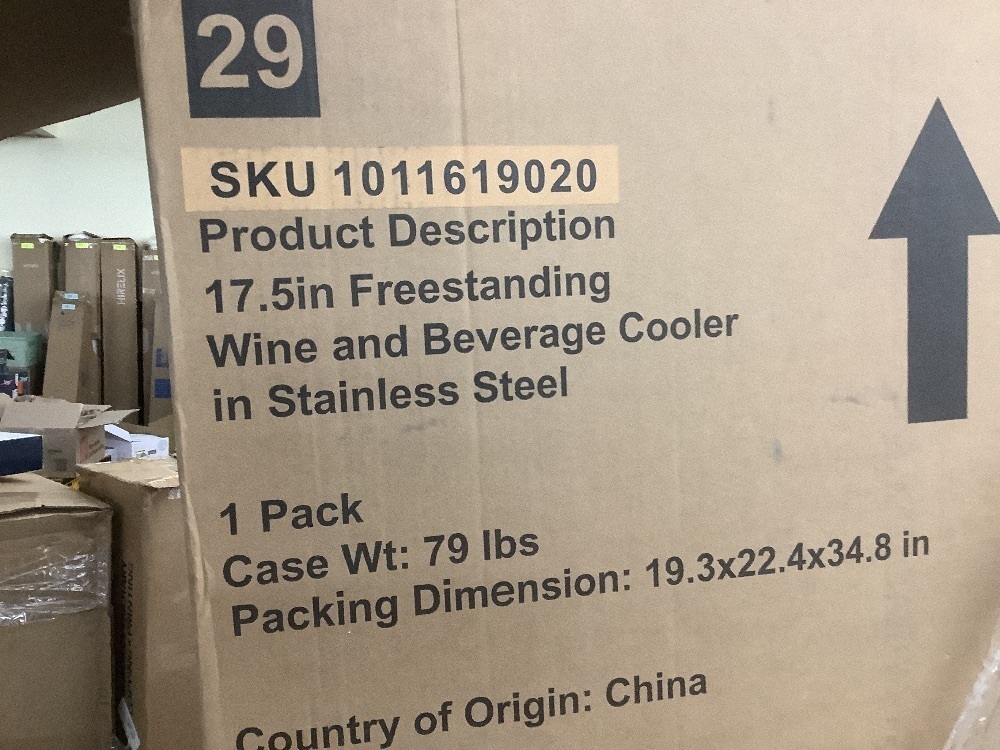 29
SKU 1011619020
Product Description
17.5in Freestanding
Wine and Beverage Cooler
in Stainless Steel
1 Pack
Case Wt: 79 lbs
Packing Dimension: 19.3x22.4x34.8 in
Country of Origin: China
HIRELIX